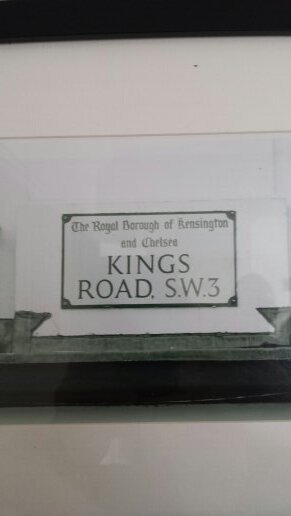 The Royal Borough of Kensington
and Chelsea
KINGS
ROAD, S.W.3